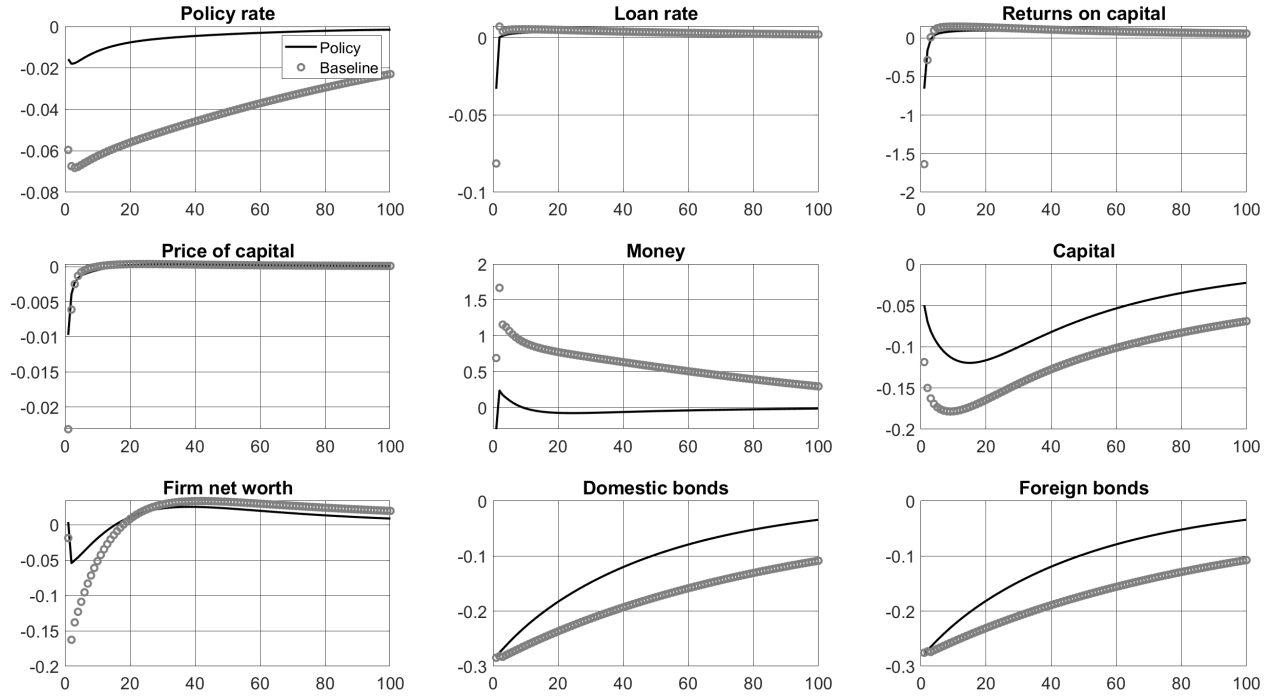 Policy rate
0
-0.02
-0.04
-0.06
-0.08
0 20 40 60 80 100
Policy
Baseline
Loan rate
0
-0.05
-0.1
0 20 40 60 80 100
Returns on capital
0
-0.5
-1
-1.5
-2
0 20 40 60 80 100
Price of capital
0
-0.005
-0.01
-0.015
-0.02
0 20 40 60 80 100
Money
2
1.5
1
0.5
0
0 20 40 60 80 100
Capital
0
-0.05
-0.1
-0.15
-0.2
0 20 40 60 80 100
Firm net worth
0
-0.05
-0.1
-0.15
-0.2
0 20 40 60 80 100
Domestic bonds
0
-0.1
-0.2
-0.3
0 20 40 60 80 100
Foreign bonds
0
-0.1
-0.2
-0.3
0 20 40 60 80 100